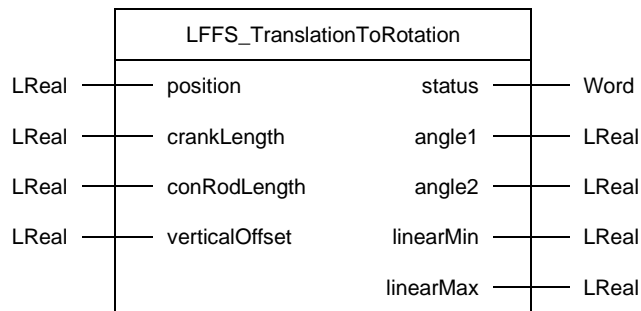 LFFS_TranslationToRotation
LReal position status Word
LReal crankLength angle1 LReal
LReal conRodLength angle2 LReal
LReal verticalOffset linearMin LReal
linearMax LReal